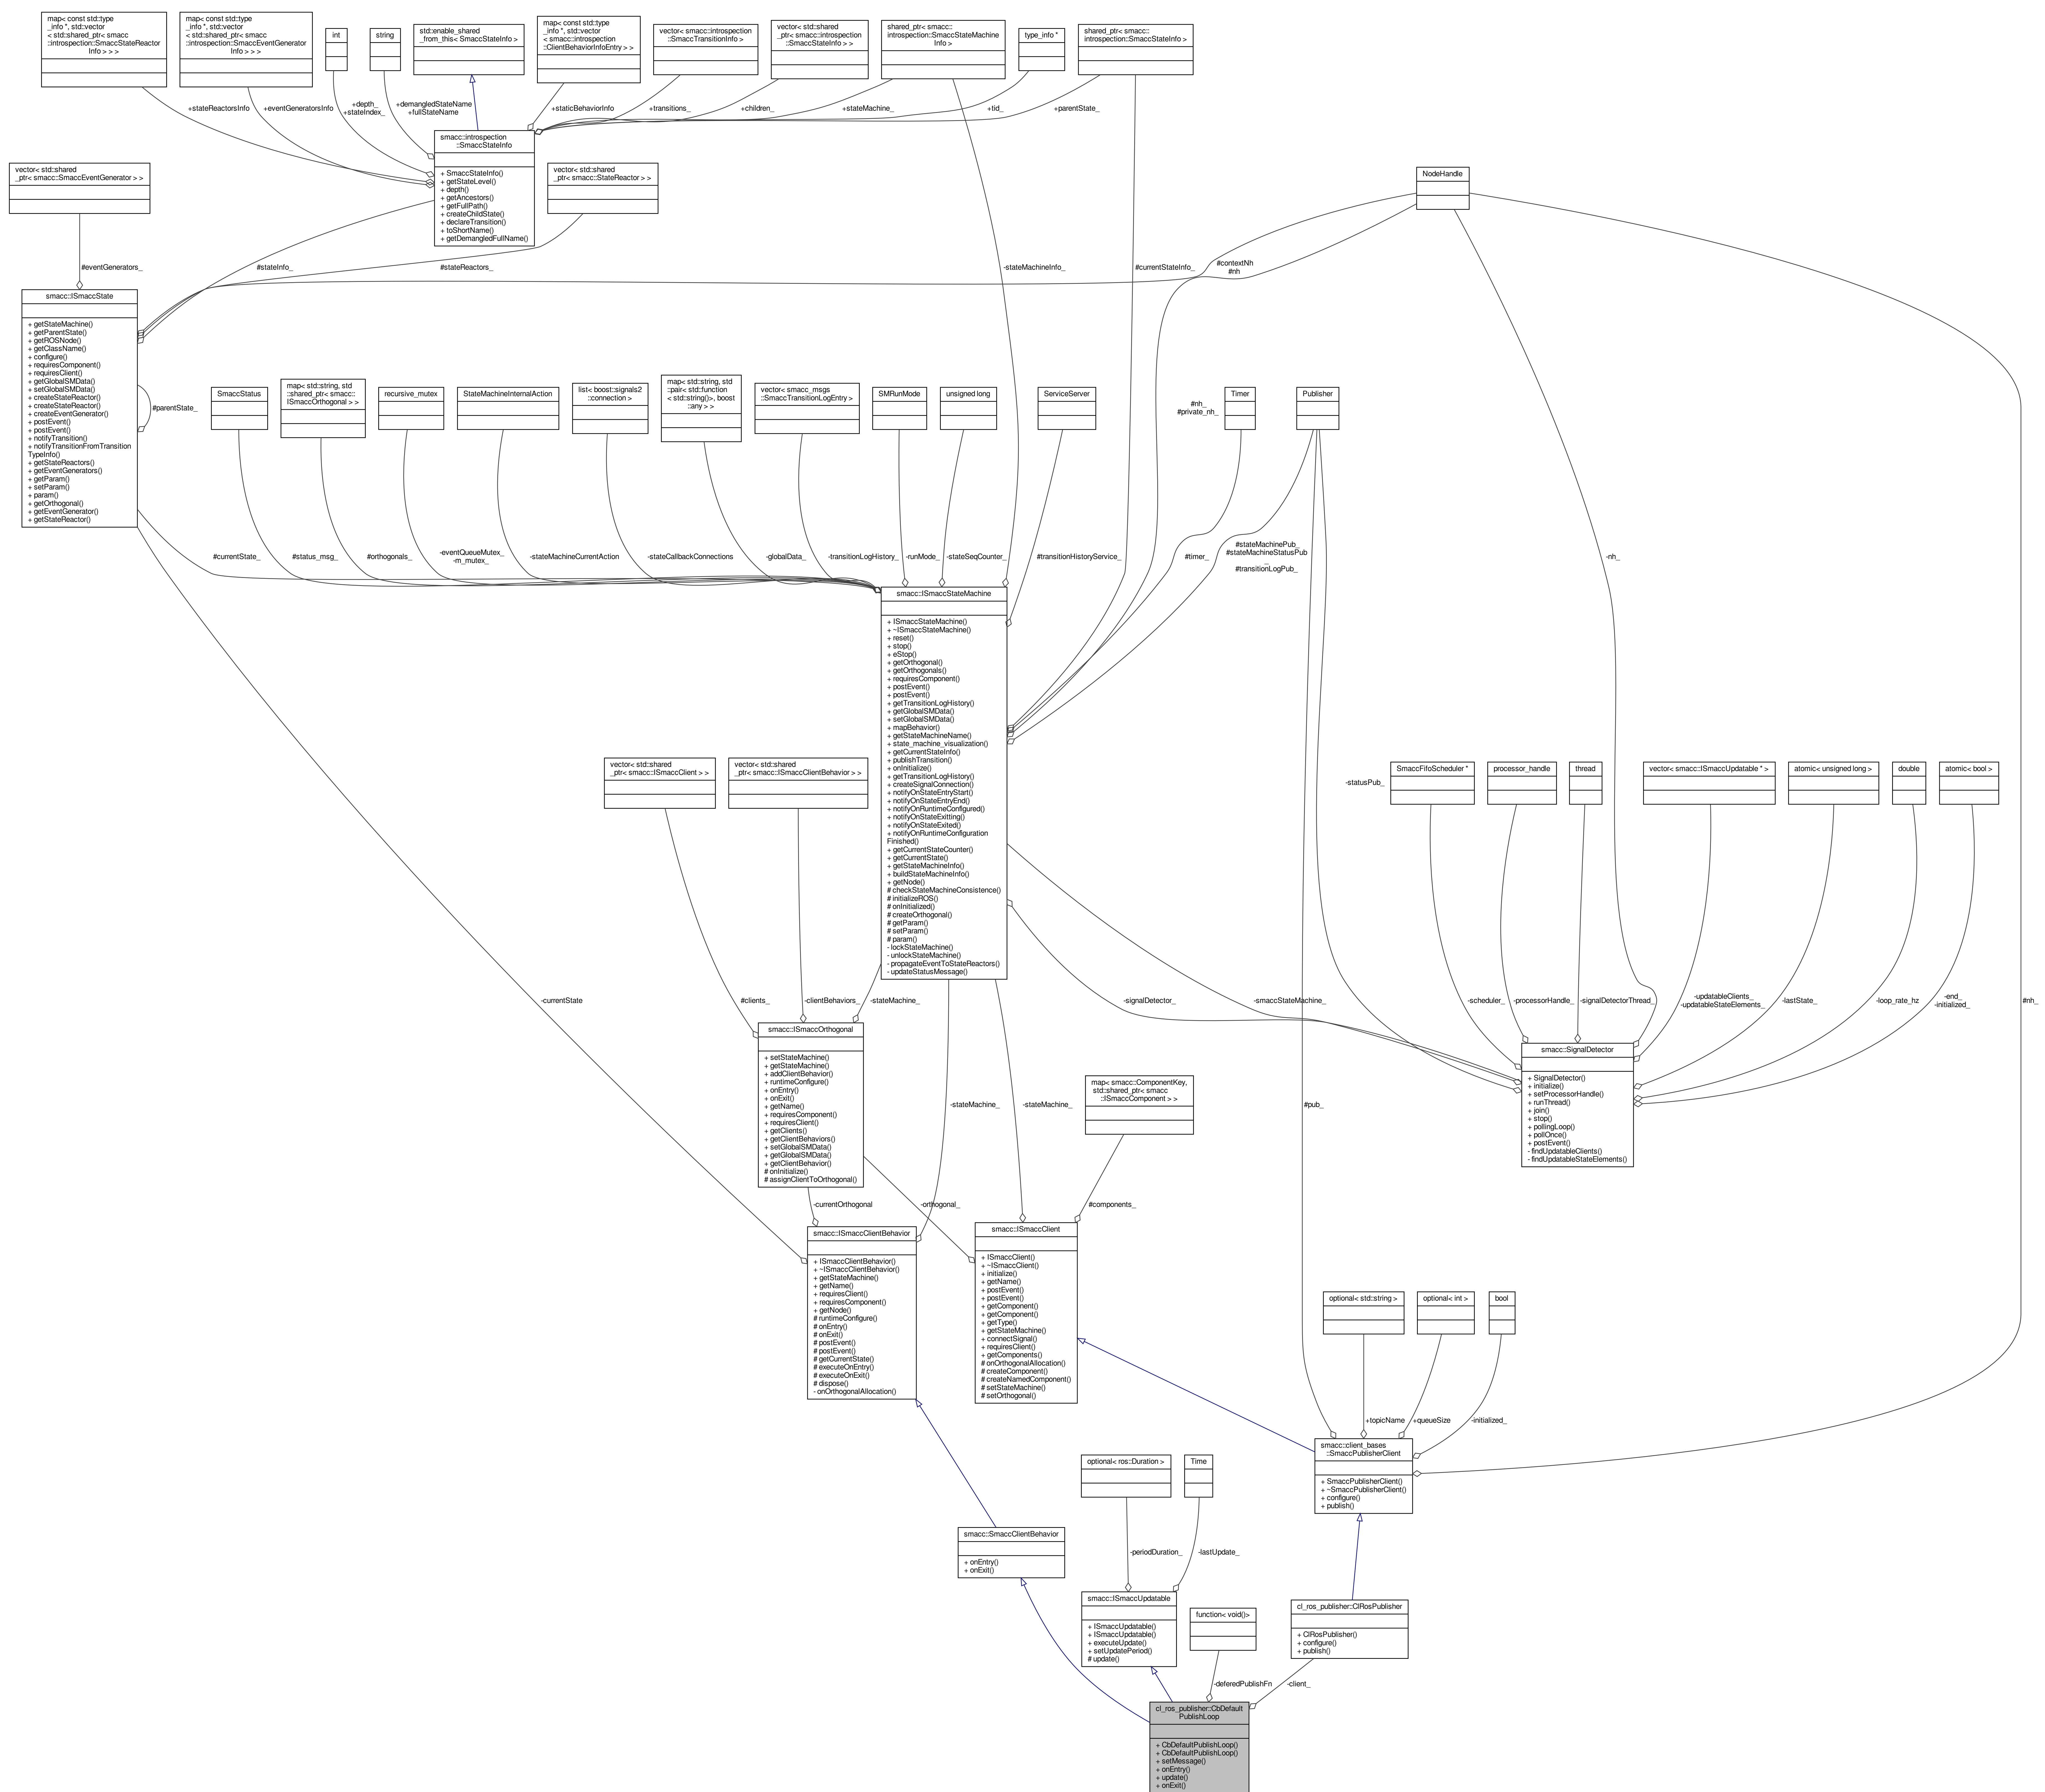 map< const std::type
_info *, std::vector
< std::shared_ptr< smacc
::introspection::SmaccStateReactor
Info > > >
map< const std::type
_info *, std::vector
< std::shared_ptr< smacc
::introspection::SmaccEventGenerator
Info > > >
int
string
std::enable_shared
_from_this< SmaccStateInfo >
map< const std::type
_info *, std::vector
< smacc::introspection
::ClientBehaviorInfoEntry > >
vector< smacc::introspection
::SmaccTransitionInfo >
vector< std::shared
_ptr< smacc::introspection
::SmaccStateInfo > >
shared_ptr< smacc::
introspection::SmaccStateMachine
Info >
type_info *
shared_ptr< smacc::
introspection::SmaccStateInfo >
+stateReactorsInfo
+eventGeneratorsInfo
+depth_
+stateIndex_
+demangledStateName
+fullStateName
+staticBehaviorInfo
+transitions_
+children_
+stateMachine_
+tid_
+parentState_
smacc::introspection
::SmaccStateInfo
+ SmaccStateInfo()
+ getStateLevel()
+ depth()
+ getAncestors()
+ getFullPath()
+ createChildState()
+ declareTransition()
+ toShortName()
+ getDemangledFullName()
vector< std::shared
_ptr< smacc::SmaccEventGenerator > >
vector< std::shared
_ptr< smacc::StateReactor > >
NodeHandle
#eventGenerators_
#stateInfo_
#stateReactors_
-stateMachineInfo_
#currentStateInfo_
#contextNh
#nh
smacc::ISmaccState
+ getStateMachine()
+ getParentState()
+ getROSNode()
+ getClassName()
+ configure()
+ requiresComponent()
+ requiresClient()
+ getGlobalSMData()
+ setGlobalSMData()
+ createStateReactor()
+ createStateReactor()
+ createEventGenerator()
+ postEvent()
+ postEvent()
+ notifyTransition()
+ notifyTransitionFromTransition
TypeInfo()
+ getStateReactors()
+ getEventGenerators()
+ getParam()
+ setParam()
+ param()
+ getOrthogonal()
+ getEventGenerator()
+ getStateReactor()
#parentState_
SmaccStatus
map< std::string, std
::shared_ptr< smacc::
ISmaccOrthogonal > >
recursive_mutex
StateMachineInternalAction
list< boost::signals2
::connection >
map< std::string, std
::pair< std::function
< std::string()>, boost
::any > >
vector< smacc_msgs
::SmaccTransitionLogEntry >
SMRunMode
unsigned long
ServiceServer
#nh_
#private_nh_
Timer
Publisher
#currentState_
#status_msg_
#orthogonals_
-eventQueueMutex_
-m_mutex_
-stateMachineCurrentAction
-stateCallbackConnections
-globalData_
-transitionLogHistory_
-runMode_
-stateSeqCounter_
#transitionHistoryService_
#timer_
#stateMachinePub_
#stateMachineStatusPub
_
#transitionLogPub_
-nh_
smacc::ISmaccStateMachine
+ ISmaccStateMachine()
+ ~ISmaccStateMachine()
+ reset()
+ stop()
+ eStop()
+ getOrthogonal()
+ getOrthogonals()
+ requiresComponent()
+ postEvent()
+ postEvent()
+ getTransitionLogHistory()
+ getGlobalSMData()
+ setGlobalSMData()
+ mapBehavior()
+ getStateMachineName()
+ state_machine_visualization()
+ getCurrentStateInfo()
+ publishTransition()
+ onInitialize()
+ getTransitionLogHistory()
+ createSignalConnection()
+ notifyOnStateEntryStart()
+ notifyOnStateEntryEnd()
+ notifyOnRuntimeConfigured()
+ notifyOnStateExitting()
+ notifyOnStateExited()
+ notifyOnRuntimeConfiguration
Finished()
+ getCurrentStateCounter()
+ getCurrentState()
+ getStateMachineInfo()
+ buildStateMachineInfo()
+ getNode()
# checkStateMachineConsistence()
# initializeROS()
# onInitialized()
# createOrthogonal()
# getParam()
# setParam()
# param()
- lockStateMachine()
- unlockStateMachine()
- propagateEventToStateReactors()
- updateStatusMessage()
vector< std::shared
_ptr< smacc::ISmaccClient > >
vector< std::shared
_ptr< smacc::ISmaccClientBehavior > >
-statusPub_
SmaccFifoScheduler *
processor_handle
thread
vector< smacc::ISmaccUpdatable * >
atomic< unsigned long >
double
atomic< bool >
-currentState
#clients_
-clientBehaviors_
-stateMachine_
-signalDetector_
-smaccStateMachine_
-scheduler_
-processorHandle_
-signalDetectorThread_
-updatableClients_
-updatableStateElements_
-lastState_
-loop_rate_hz
-end_
-initialized_
#nh_
smacc::ISmaccOrthogonal
+ setStateMachine()
+ getStateMachine()
+ addClientBehavior()
+ runtimeConfigure()
+ onEntry()
+ onExit()
+ getName()
+ requiresComponent()
+ requiresClient()
+ getClients()
+ getClientBehaviors()
+ setGlobalSMData()
+ getGlobalSMData()
+ getClientBehavior()
# onInitialize()
# assignClientToOrthogonal()
smacc::SignalDetector
+ SignalDetector()
+ initialize()
+ setProcessorHandle()
+ runThread()
+ join()
+ stop()
+ pollingLoop()
+ pollOnce()
+ postEvent()
- findUpdatableClients()
- findUpdatableStateElements()
map< smacc::ComponentKey,
std::shared_ptr< smacc
::ISmaccComponent > >
-stateMachine_
-stateMachine_
#pub_
-currentOrthogonal
-orthogonal_
#components_
smacc::ISmaccClientBehavior
+ ISmaccClientBehavior()
+ ~ISmaccClientBehavior()
+ getStateMachine()
+ getName()
+ requiresClient()
+ requiresComponent()
+ getNode()
# runtimeConfigure()
# onEntry()
# onExit()
# postEvent()
# postEvent()
# getCurrentState()
# executeOnEntry()
# executeOnExit()
# dispose()
- onOrthogonalAllocation()
smacc::ISmaccClient
+ ISmaccClient()
+ ~ISmaccClient()
+ initialize()
+ getName()
+ postEvent()
+ postEvent()
+ getComponent()
+ getComponent()
+ getType()
+ getStateMachine()
+ connectSignal()
+ requiresClient()
+ getComponents()
# onOrthogonalAllocation()
# createComponent()
# createNamedComponent()
# setStateMachine()
# setOrthogonal()
optional< std::string >
optional< int >
bool
+topicName
+queueSize
-initialized_
smacc::client_bases
::SmaccPublisherClient
+ SmaccPublisherClient()
+ ~SmaccPublisherClient()
+ configure()
+ publish()
optional< ros::Duration >
Time
smacc::SmaccClientBehavior
+ onEntry()
+ onExit()
-periodDuration_
-lastUpdate_
smacc::ISmaccUpdatable
+ ISmaccUpdatable()
+ ISmaccUpdatable()
+ executeUpdate()
+ setUpdatePeriod()
# update()
function< void()>
cl_ros_publisher::ClRosPublisher
+ ClRosPublisher()
+ configure()
+ publish()
-deferedPublishFn
-client_
cl_ros_publisher::CbDefault
PublishLoop
+ CbDefaultPublishLoop()
+ CbDefaultPublishLoop()
+ setMessage()
+ onEntry()
+ update()
+ onExit()